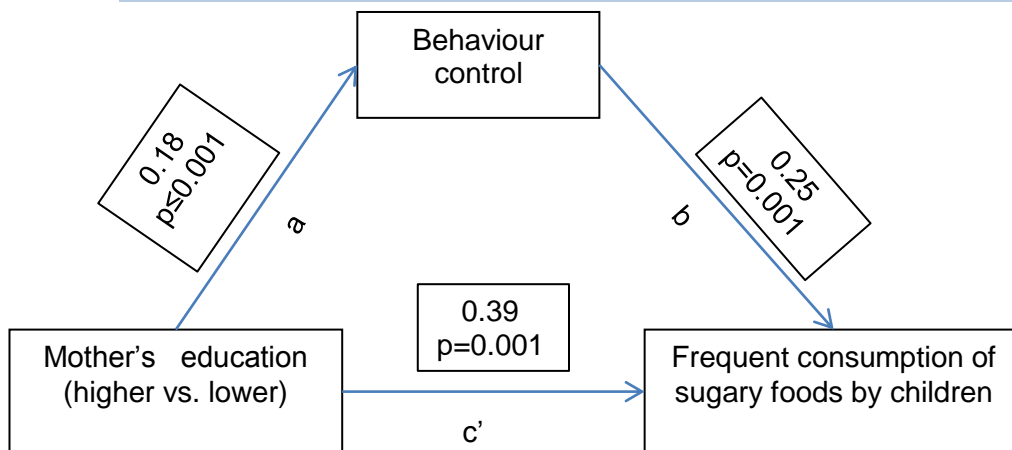 Behaviour
control
0.18
p≤0.001
a
0.25
p=0.001
b
0.39
p=0.001
Mother’s education
(higher vs. lower)
c’
Frequent consumption of
sugary foods by children